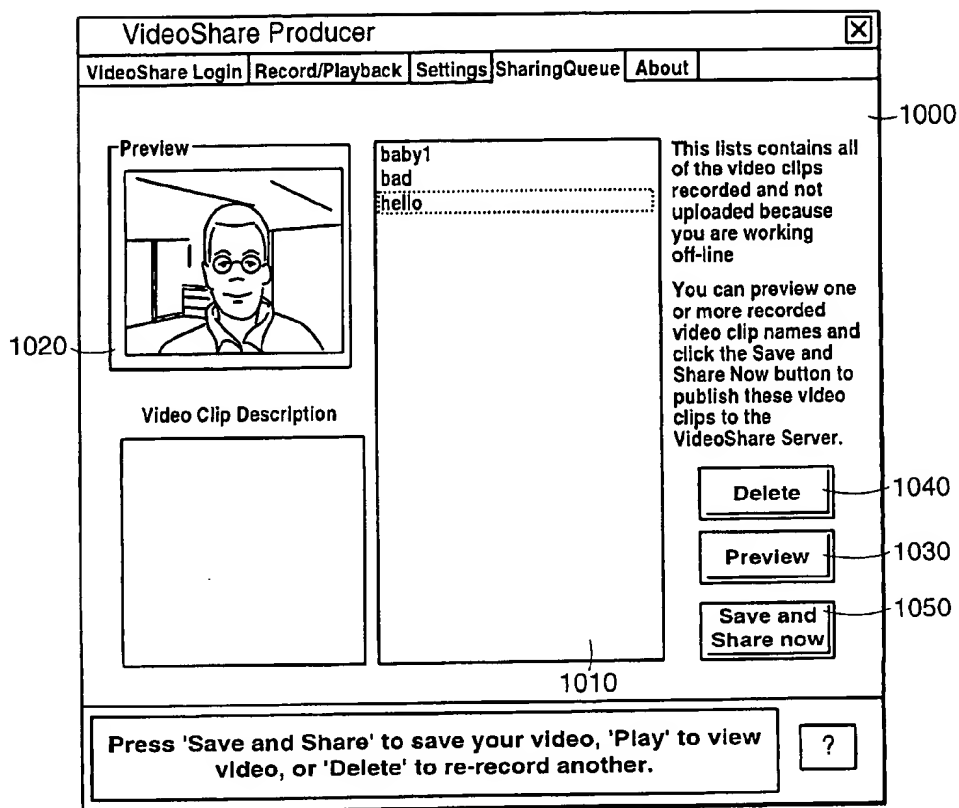 VideoShare Producer
VideoShare Login Record/Playback Settings SharingQueue About
1000
Preview
1020
Video Clip Description
baby1
bad
hello
1010
This lists contains all
of the video clips
recorded and not
uploaded because
you are working
off-line
You can preview one
or more recorded
video clip names and
click the Save and
Share Now button to
publish these video
clips to the
VideoShare Server.
Delete
1040
Preview
1030
Save and
Share now
1050
Press 'Save and Share' to save your video, 'Play' to view
video, or 'Delete' to re-record another.
?